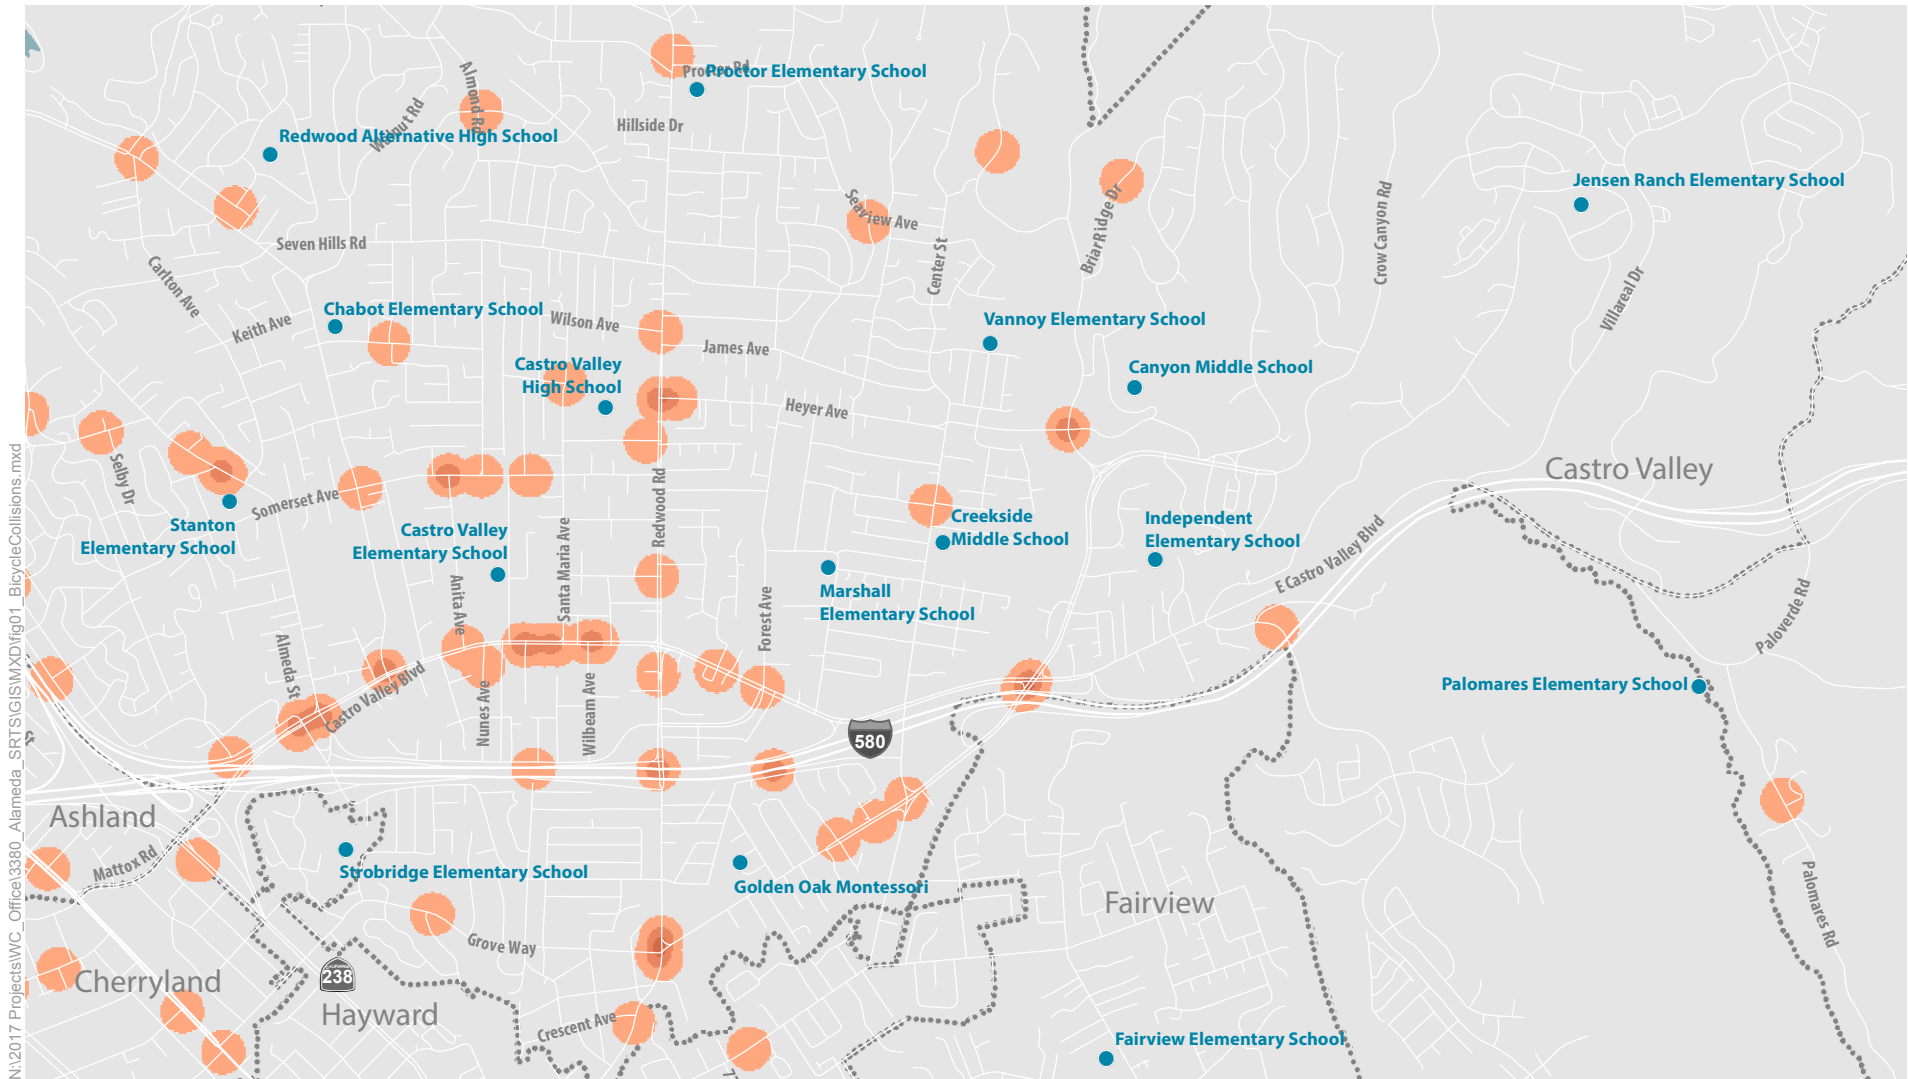 Proctor Rd
Proctor Elementary School
Almond Rd
Walnut Rd
Hillside Dr
Redwood Alternative High School
Jensen Ranch Elementary School
Seaview Ave
Crow Canyon Rd
BriarRidge Dr
Seven Hills Rd
Center St
Carlton Ave
Villareal Dr
Chabot Elementary School
Keith Ave
Wilson Ave
Vannoy Elementary School
James Ave
Castro Valley
High School
Canyon Middle School
Heyer Ave
Selby Dr
Castro Valley
Somerset Ave
Redwood Rd
Stanton
Elementary School
Castro Valley
Elementary School
Santa Maria Ave
Creekside
Middle School
Independent
Elementary School
E Castro Valley Blvd
Marshall
Elementary School
Anita Ave
Forest Ave
Paloverde Rd
Almeda St
Castro Valley Blvd
Nunes Ave
Wilbeam Ave
Palomares Elementary School
580
Ashland
Mattox Rd
Strobridge Elementary School
Golden Oak Montessori
Fairview
Palomares Rd
Grove Way
Cherryland
CALIFORNIA
238
Hayward
Crescent Ave
Fairview Elementary School
N:\2017 Projects\WC_Office\3380_Alameda_SRTS\GIS\MXD\fig01_BicycleCollisions.mxd